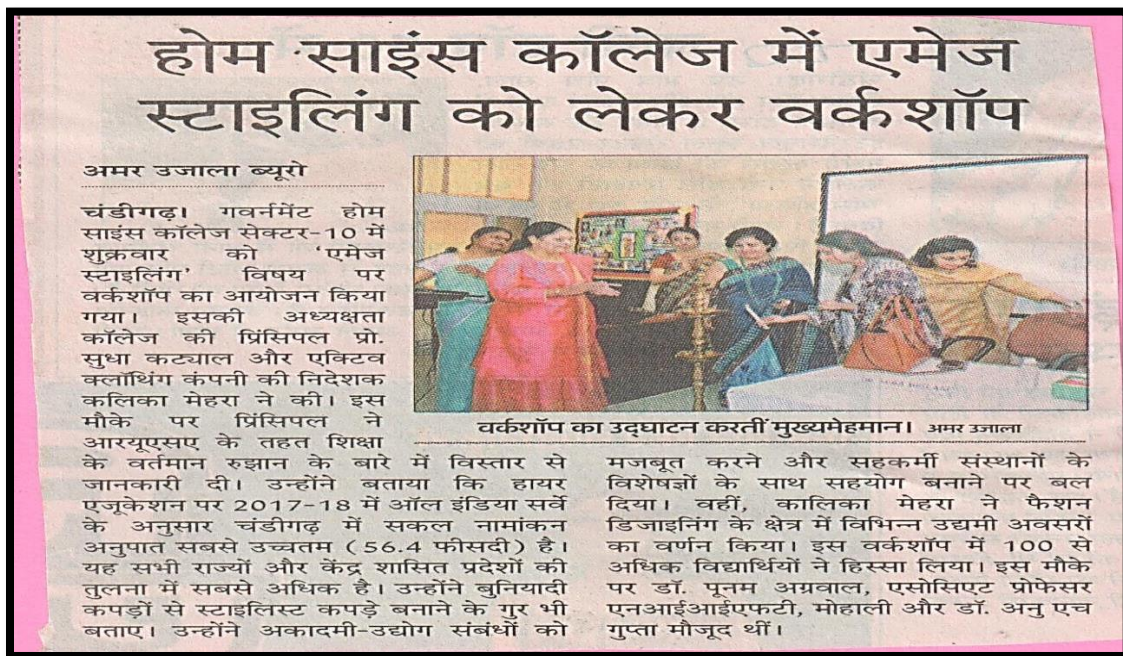 होम साइंस कॉलेज में एमेज
स्टाइलिंग को लेकर वर्कशॉप
अमर उजाला ब्यूरो
चंडीगढ़। गवर्नमेंट होम
साइंस कॉलेज सेक्टर-10 में
शुक्रवार को 'एमेज
स्टाइलिंग' विषय पर
वर्कशॉप का आयोजन किया
गया। इसकी अध्यक्षता
कॉलेज की प्रिंसिपल प्रो.
सुधा कट्याल और एक्टिव
क्लॉथिंग कंपनी की निदेशक
कलिका मेहरा ने की। इस
मौके पर प्रिंसिपल ने
आरयूएसए के तहत शिक्षा
के वर्तमान रुझान के बारे में विस्तार से
जानकारी दी। उन्होंने बताया कि हायर
एजूकेशन पर 2017-18 में ऑल इंडिया सर्वे
के अनुसार चंडीगढ़ में सकल नामांकन
अनुपात सबसे उच्चतम (56.4 फीसदी) है।
यह सभी राज्यों और केंद्र शासित प्रदेशों की
तुलना में सबसे अधिक है। उन्होंने बुनियादी
कपड़ों से स्टाइलिस्ट कपड़े बनाने के गुर भी
बताए। उन्होंने अकादमी-उद्योग संबंधों को
वर्कशॉप का उद्घाटन करतीं मुख्यमेहमान। अमर उजाला
मजबूत करने और सहकर्मी संस्थानों के
विशेषज्ञों के साथ सहयोग बनाने पर बल
दिया। वहीं, कालिका मेहरा ने फैशन
डिजाइनिंग के क्षेत्र में विभिन्न उद्यमी अवसरों
का वर्णन किया। इस वर्कशॉप में 100 से
अधिक विद्यार्थियों ने हिस्सा लिया। इस मौके
पर डॉ. पूनम अग्रवाल, एसोसिएट प्रोफेसर
एनआईआईएफटी, मोहाली और डॉ. अनु एच
गुप्ता मौजूद थीं।